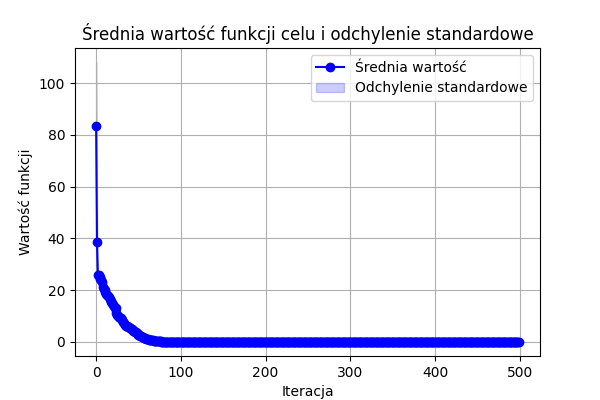 Średnia wartość funkcji celu i odchylenie standardowe
Średnia wartość
Odchylenie standardowe
Wartość funkcji
100
80
60
40
20
0
0 100 200 300 400 500
Iteracja